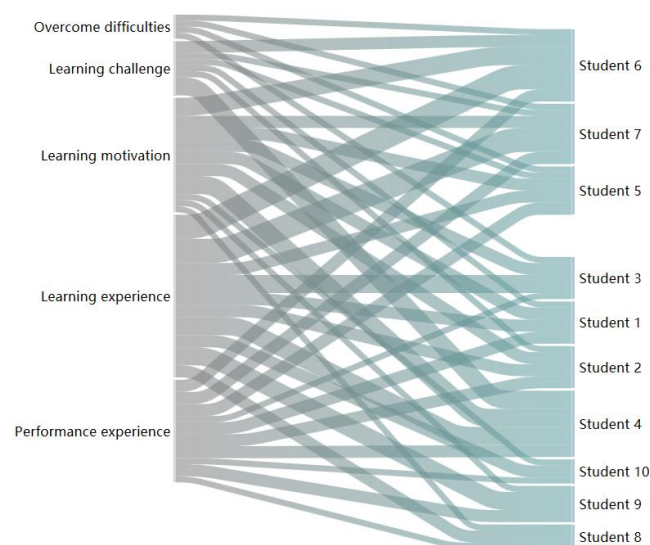 Overcome difficulties
Learning challenge
Learning motivation
Learning experience
Performance experience
Student 6
Student 7
Student 5
Student 3
Student 1
Student 2
Student 4
Student 10
Student 9
Student 8